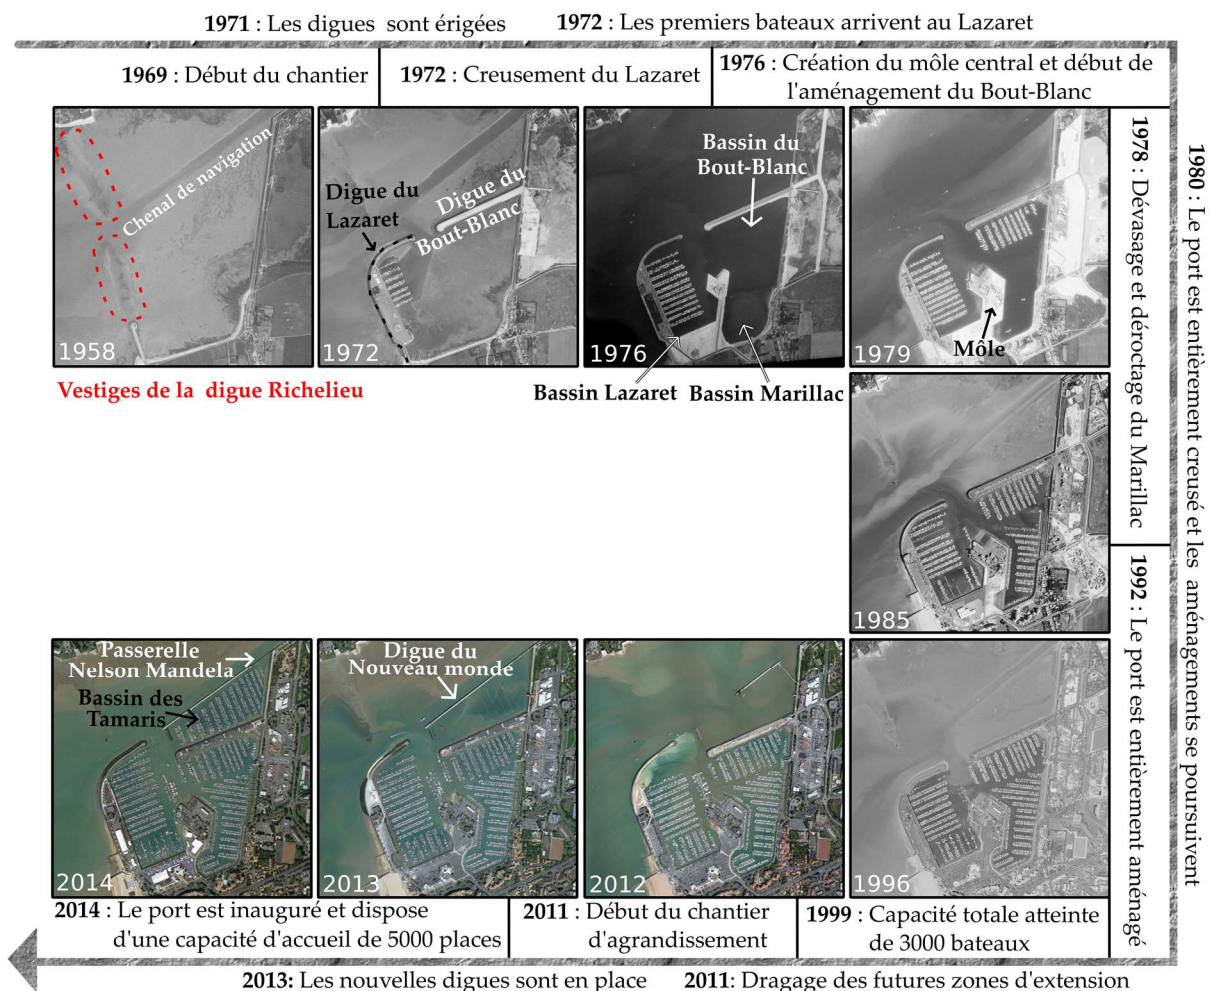 1971 : Les digues sont érigées
1972 : Les premiers bateaux arrivent au Lazaret
1969 : Début du chantier
1972 : Creusement du Lazaret
1976 : Création du môle central et début de
l'aménagement du Bout-Blanc
Chenal de navigation
1958
Vestiges de la digue Richelieu
Digue du
Lazaret
Digue du
Bout-Blanc
1972
Bassin du
Bout-Blanc
1976
Bassin Lazaret
Bassin Marillac
Môle
1979
1978 : Dévasage et déroctage du Marillac
1980 : Le port est entièrement creusé et les aménagements se poursuivent
1985
1992 : Le port est entièrement aménagé
Passerelle
Nelson Mandela
Bassin des
Tamaris
2014
Digue du
Nouveau monde
2013
2012
1996
2014 : Le port est inauguré et dispose
d'une capacité d'accueil de 5000 places
2011 : Début du chantier
d'agrandissement
1999 : Capacité totale atteinte
de 3000 bateaux
2013: Les nouvelles digues sont en place
2011: Dragage des futures zones d'extension